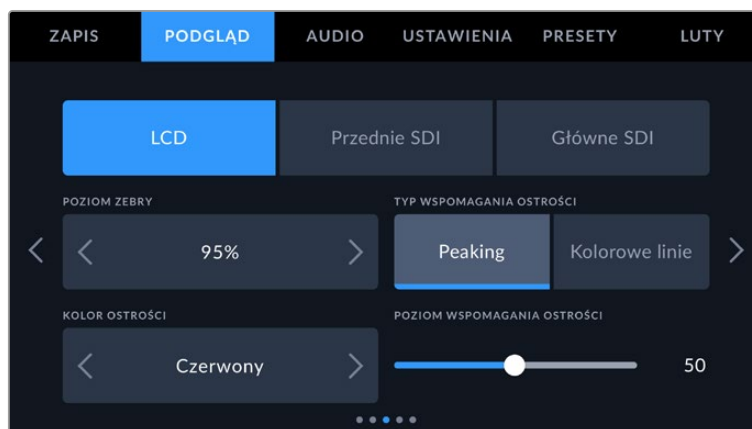 ZAPIS PODGLĄD AUDIO USTAWIENIA PRESETY LUTY
LCD Przednie SDI Główne SDI
POZIOM ZEBRY TYP WSPOMAGANIA OSTROŚCI
95% Peaking Kolorowe linie
KOLOR OSTROŚCI POZIOM WSPOMAGANIA OSTROŚCI
Czerwony 50